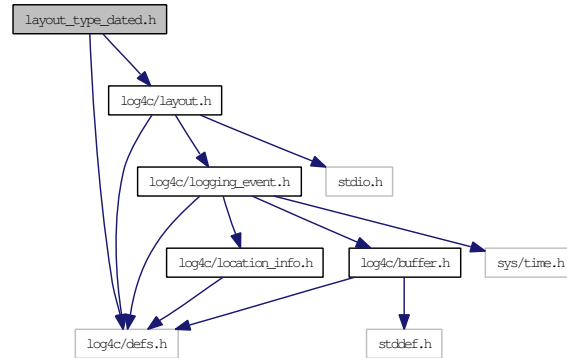 layout_type_dated.h
log4c/layout.h
log4c/logging_event.h
stdio.h
log4c/location_info.h
log4c/buffer.h
sys/time.h
log4c/defs.h
stddef.h